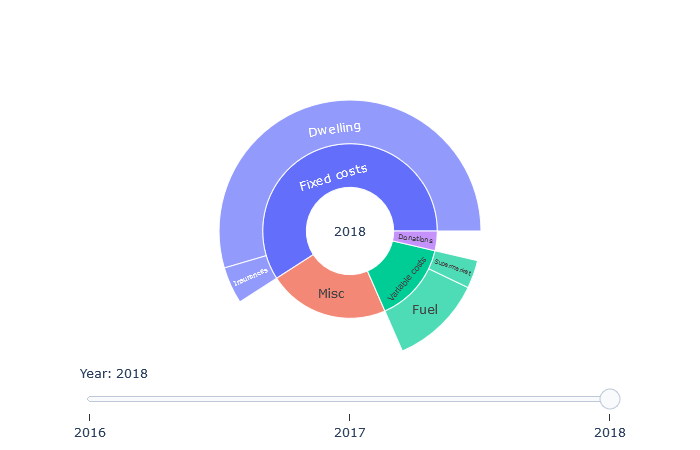 Dwelling
Fixed costs
2018
Donations
Insurances
Supermarket
Variable costs
Misc
Fuel
Year: 2018
2016
2017
2018